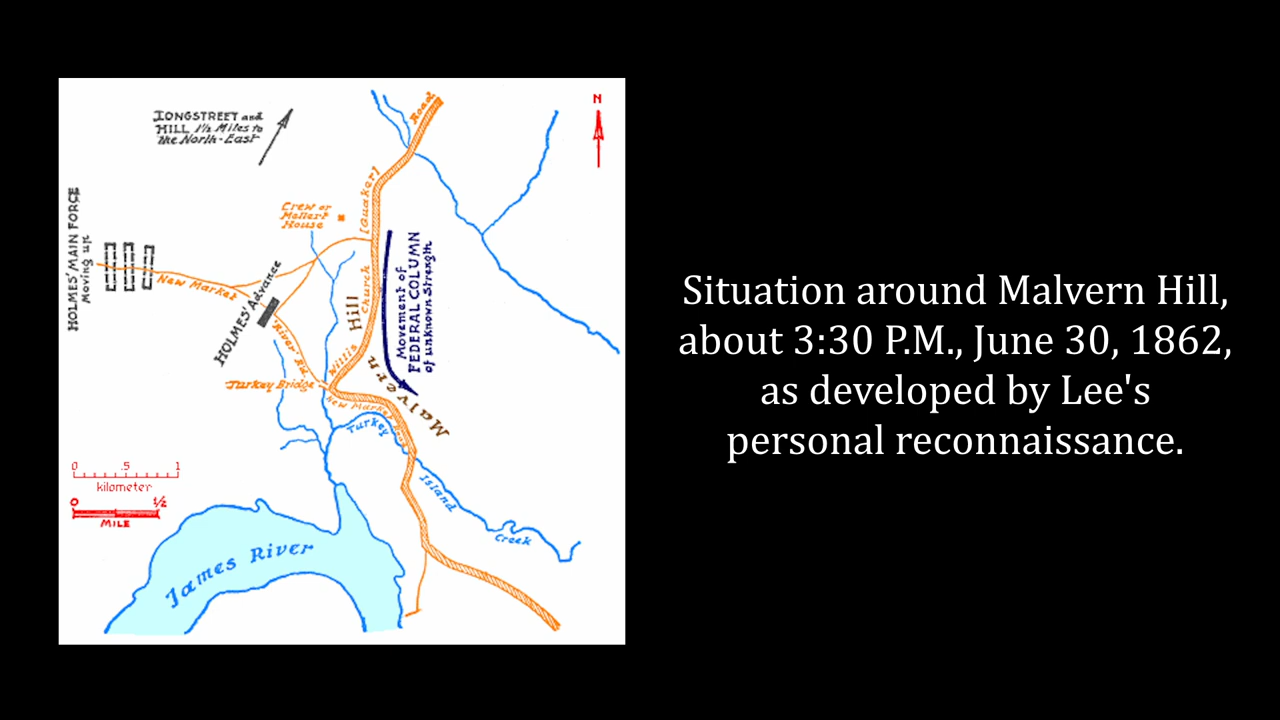 LONGSTREET and
HILL 1½ Miles to
the North-East
N
Road
[Quaker]
Crew or
Mellert
House
HOLMES' MAIN FORCE
moving up
New Market
HOLMES' Advance
'River' Rd.
Church
Willis
Movement of
FEDERAL COLUMN
of unknown Strength
Malvern
Hill
Turkey Bridge
New Market Road
Turkey
Island
Creek
0 .5 1
kilometer
0 ½
MILE
James River
Situation around Malvern Hill,
about 3:30 P.M., June 30, 1862,
as developed by Lee's
personal reconnaissance.